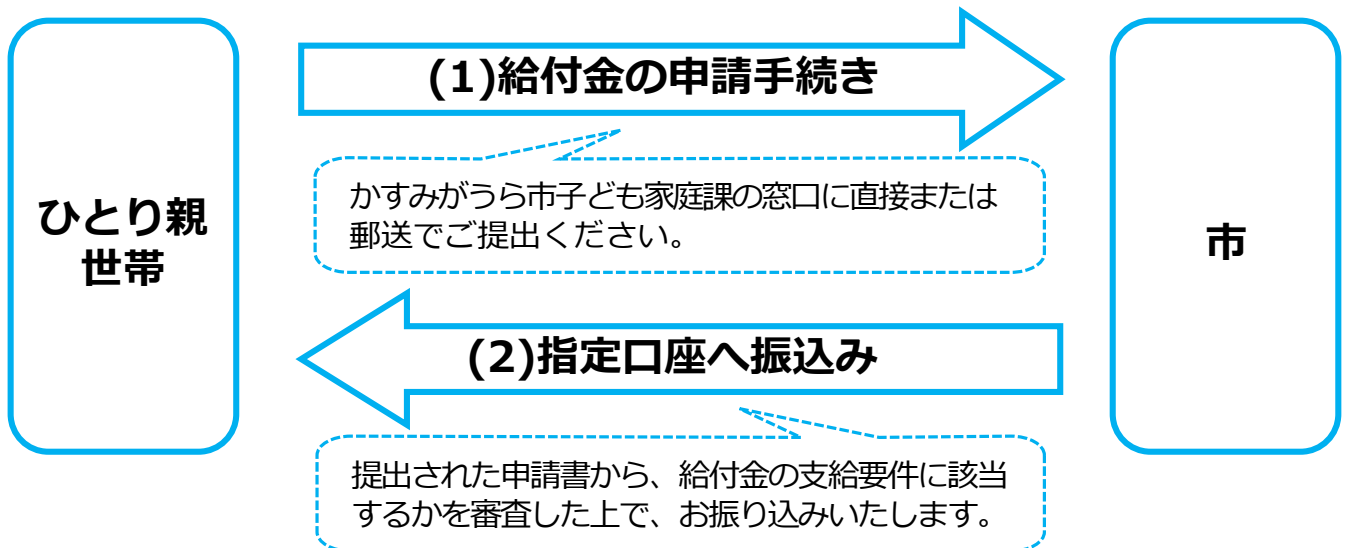 ひとり親
世帯
(1)給付金の申請手続き
かすみがうら市子ども家庭課の窓口に直接または
郵送でご提出ください。
市
(2)指定口座へ振込み
提出された申請書から、給付金の支給要件に該当
するかを審査した上で、お振り込みいたします。